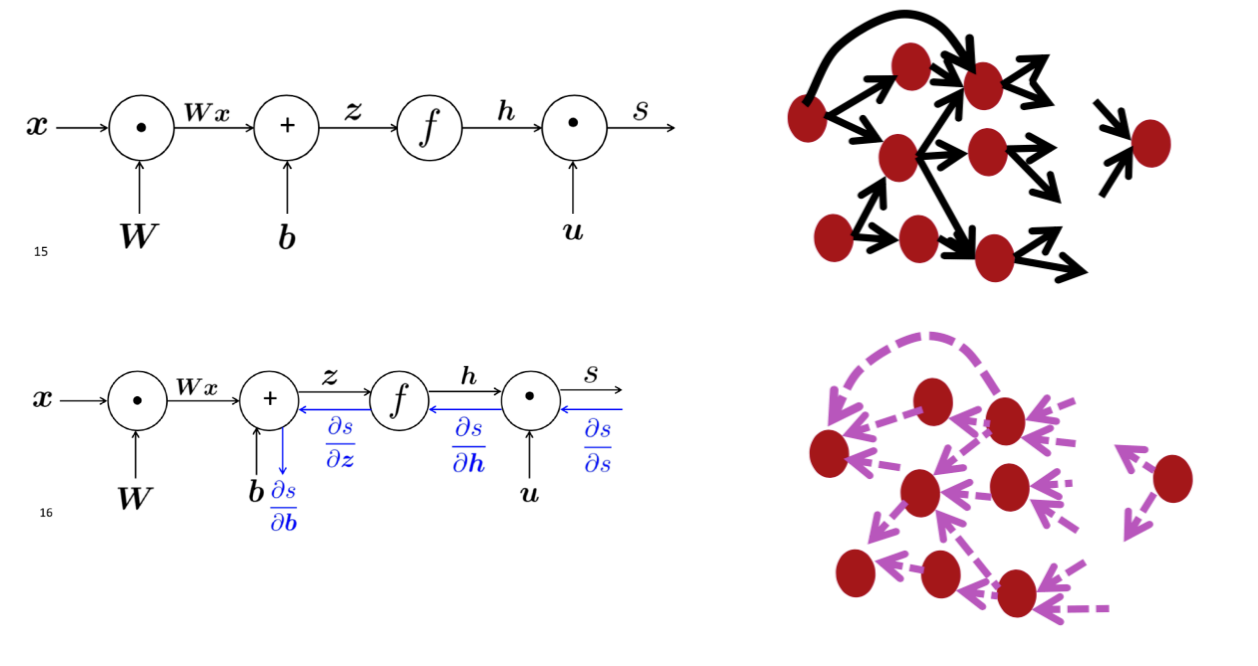 x Wx + z f h • s
W b u
15
x Wx + z f h • s
∂s/∂z ∂s/∂h ∂s/∂s
W b ∂s/∂b u
16